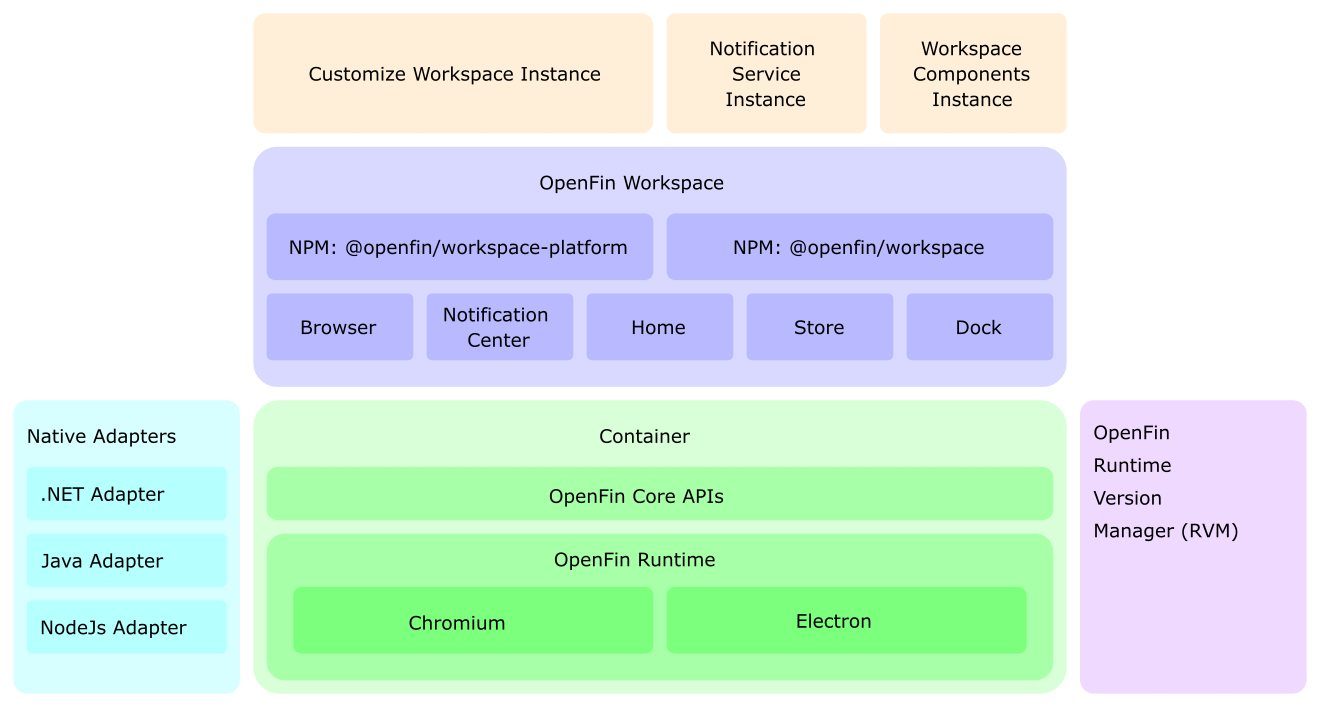 Customize Workspace Instance
Notification
Service
Instance
Workspace
Components
Instance
OpenFin Workspace
NPM: @openfin/workspace-platform
NPM: @openfin/workspace
Browser
Notification
Center
Home
Store
Dock
Native Adapters
.NET Adapter
Java Adapter
NodeJs Adapter
Container
OpenFin Core APIs
OpenFin Runtime
Chromium
Electron
OpenFin
Runtime
Version
Manager (RVM)